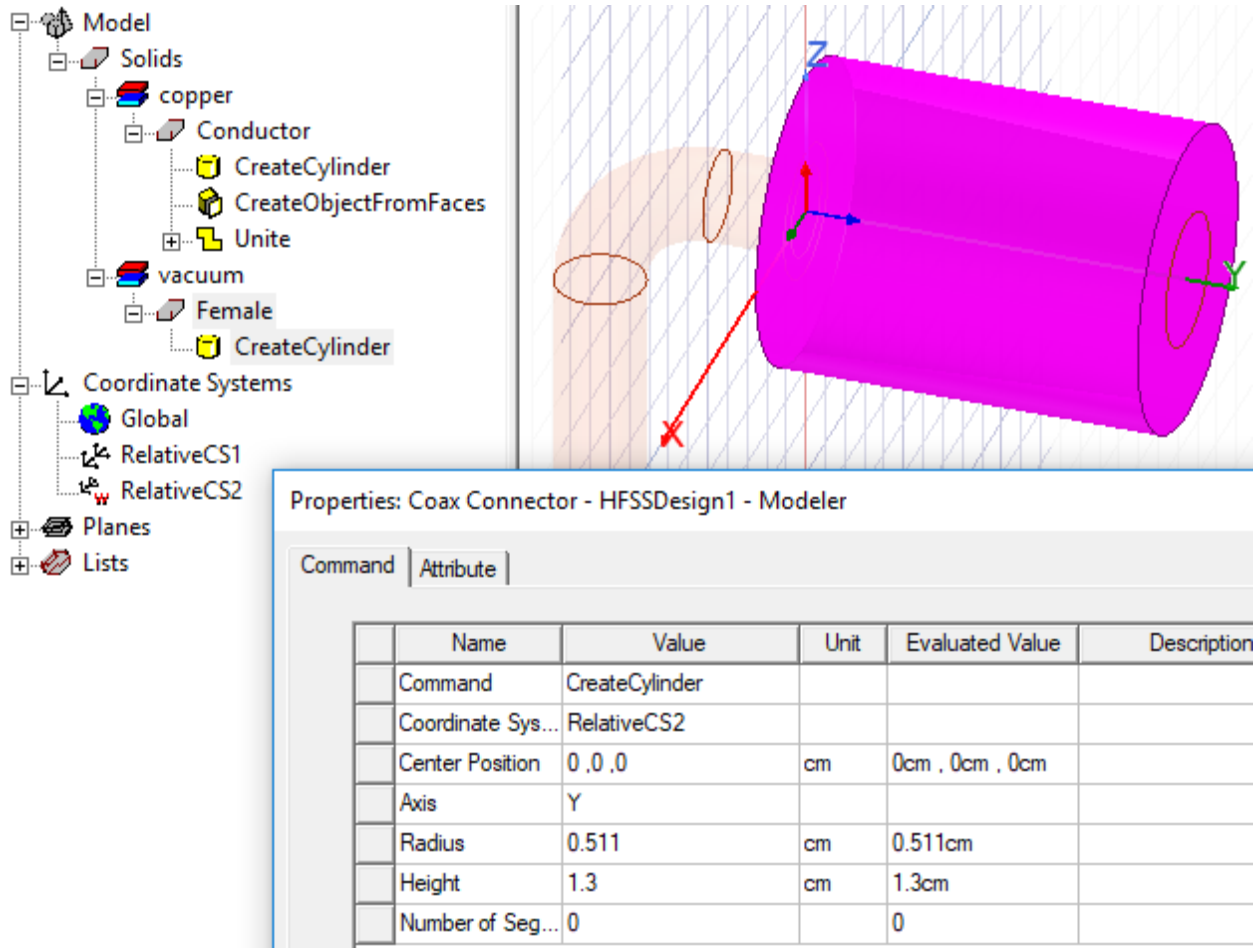 Model
Solids
copper
Conductor
CreateCylinder
CreateObjectFromFaces
Unite
vacuum
Female
CreateCylinder
Coordinate Systems
Global
RelativeCS1
RelativeCS2
Planes
Lists
Z
Y
X
Properties: Coax Connector - HFSSDesign1 - Modeler
Command Attribute
Name Value Unit Evaluated Value Description
Command CreateCylinder
Coordinate Sys... RelativeCS2
Center Position 0 ,0 ,0 cm 0cm , 0cm , 0cm
Axis Y
Radius 0.511 cm 0.511cm
Height 1.3 cm 1.3cm
Number of Seg... 0 0